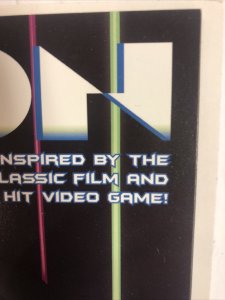 ON
NSPIRED BY THE
LASSIC FILM AND
HIT VIDEO GAME!